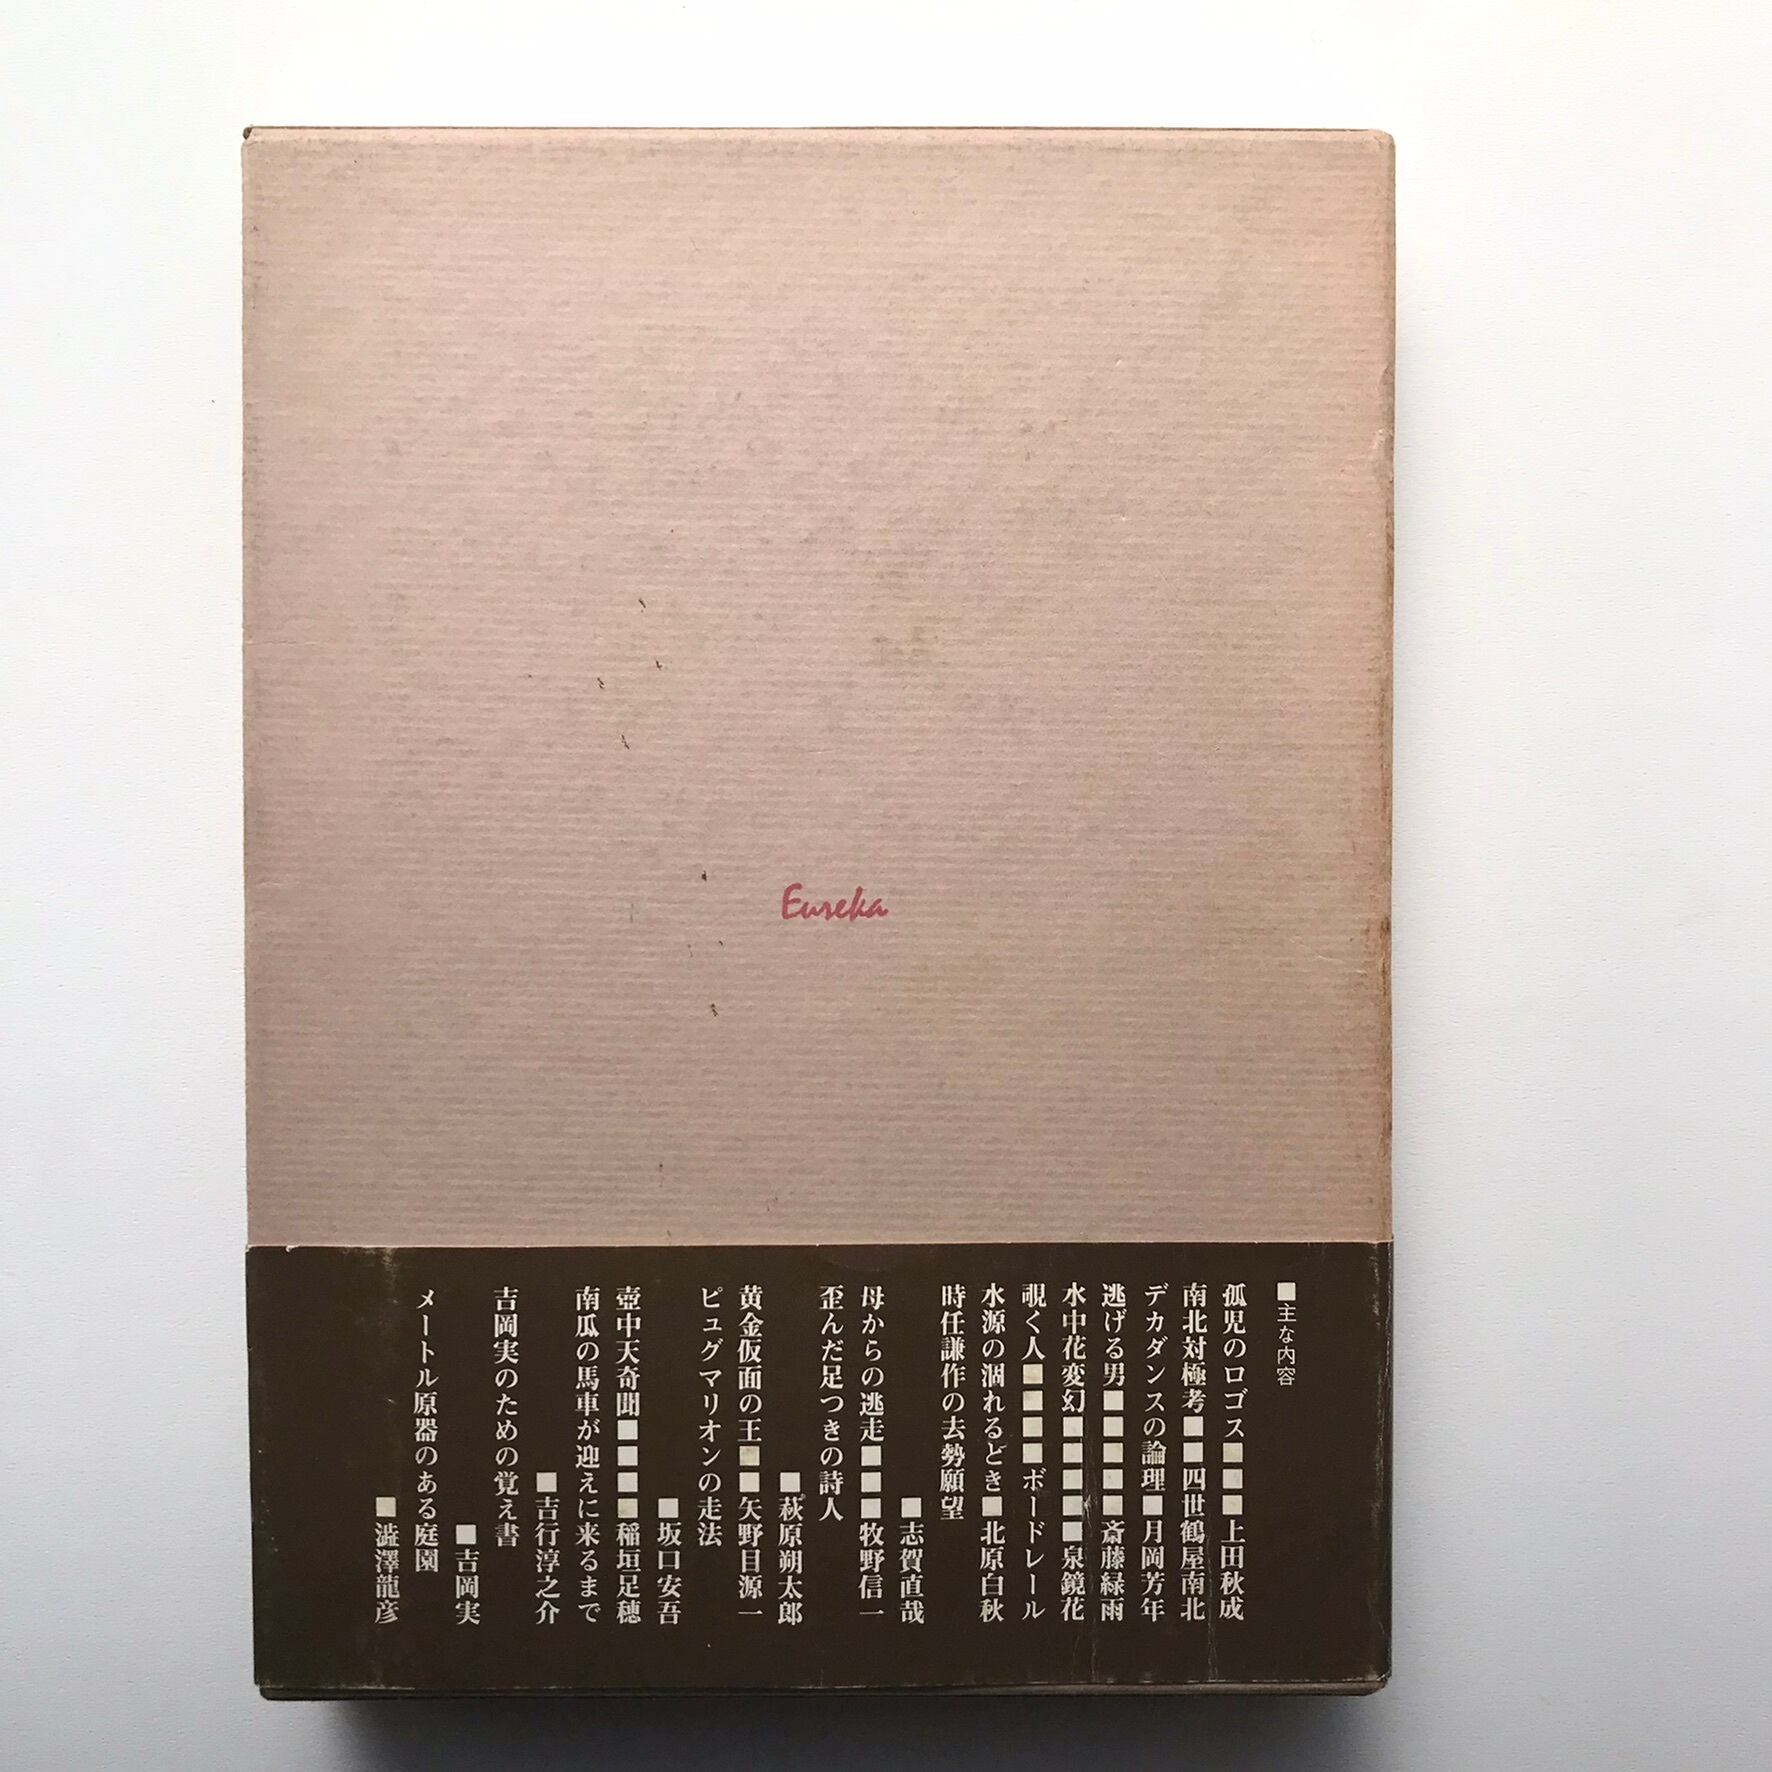 Eureka
■主な内容
孤児のロゴス■■■上田秋成
南北対極考■■四世鶴屋南北
デカダンスの論理■月岡芳年
逃げる男■■■■■斎藤緑雨
水中花変幻■■■■■泉鏡花
覗く人■■■■ボードレール
水源の涸れるどき■北原白秋
時任謙作の去勢願望
■志賀直哉
母からの逃走■■■牧野信一
歪んだ足つきの詩人
■萩原朔太郎
黄金仮面の王■■矢野目源一
ピュグマリオンの走法
■坂口安吾
壺中天奇聞■■■■稲垣足穂
南瓜の馬車が迎えに来るまで
■吉行淳之介
吉岡実のための覚え書
■吉岡実
メートル原器のある庭園
■澁澤龍彦